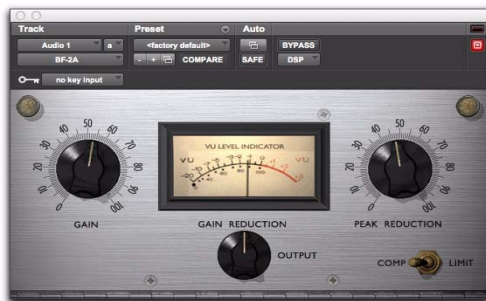 Track Preset Auto
Audio 1 a <factory default> BYPASS
BF-2A - + COMPARE SAFE DSP
no key input
VU LEVEL INDICATOR
VU VU
GAIN GAIN REDUCTION PEAK REDUCTION
OUTPUT
COMP LIMIT
0 10 20 30 40 50 60 70 80 90 100
0 10 20 30 40 50 60 70 80 90 100